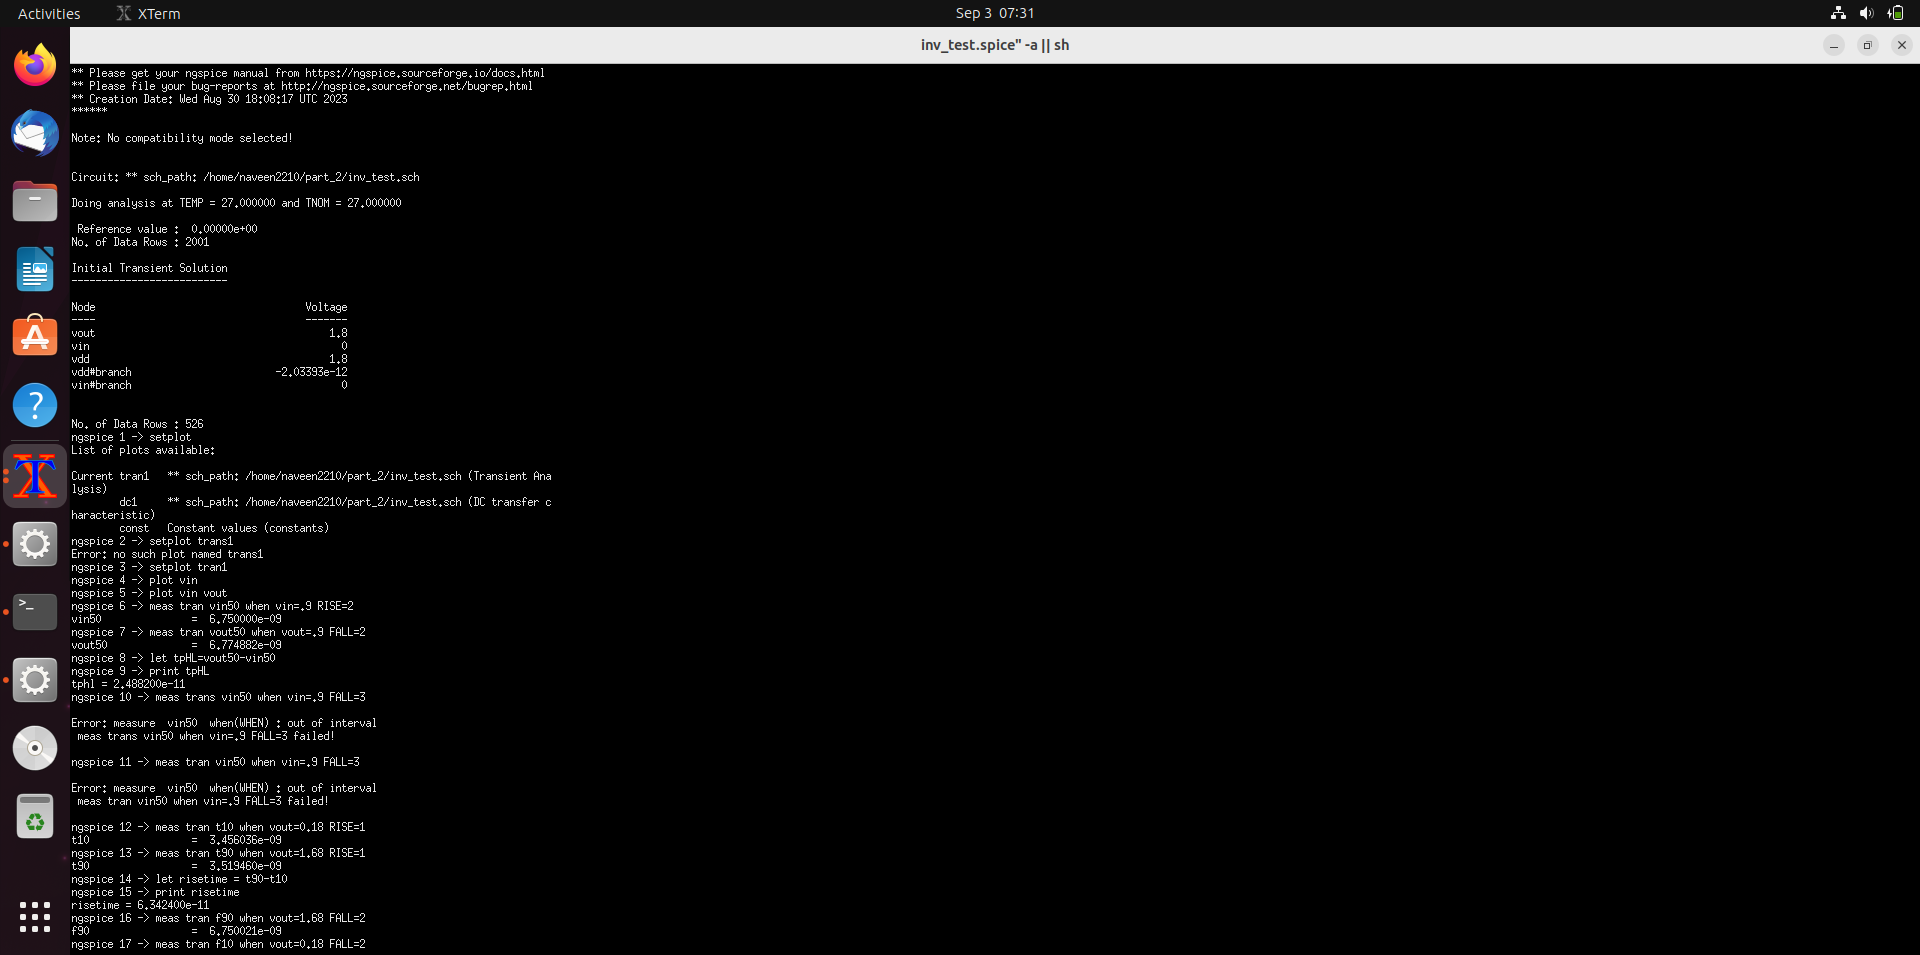 Activities
XTerm
Sep 3 07:31
inv_test.spice" -a || sh
** Please get your ngspice manual from https://ngspice.sourceforge.io/docs.html
** Please file your bug-reports at http://ngspice.sourceforge.net/bugrep.html
** Creation Date: Wed Aug 30 18:08:17 UTC 2023
******
Note: No compatibility mode selected!
Circuit: ** sch_path: /home/naveen2210/part_2/inv_test.sch
Doing analysis at TEMP = 27.000000 and TNOM = 27.000000
Reference value :  0.00000e+00
No. of Data Rows : 2001
Initial Transient Solution
--------------------------
Node                                   Voltage
----                                   -------
vout                                       1.8
vin                                          0
vdd                                        1.8
vdd#branch                        -2.03393e-12
vin#branch                                   0
No. of Data Rows : 526
ngspice 1 -> setplot
List of plots available:
Current tran1   ** sch_path: /home/naveen2210/part_2/inv_test.sch (Transient Ana
lysis)
dc1     ** sch_path: /home/naveen2210/part_2/inv_test.sch (DC transfer c
haracteristic)
const   Constant values (constants)
ngspice 2 -> setplot trans1
Error: no such plot named trans1
ngspice 3 -> setplot tran1
ngspice 4 -> plot vin
ngspice 5 -> plot vin vout
ngspice 6 -> meas tran vin50 when vin=.9 RISE=2
vin50               =  6.750000e-09
ngspice 7 -> meas tran vout50 when vout=.9 FALL=2
vout50              =  6.774882e-09
ngspice 8 -> let tpHL=vout50-vin50
ngspice 9 -> print tpHL
tphl = 2.488200e-11
ngspice 10 -> meas trans vin50 when vin=.9 FALL=3
Error: measure  vin50  when(WHEN) : out of interval
meas trans vin50 when vin=.9 FALL=3 failed!
ngspice 11 -> meas tran vin50 when vin=.9 FALL=3
Error: measure  vin50  when(WHEN) : out of interval
meas tran vin50 when vin=.9 FALL=3 failed!
ngspice 12 -> meas tran t10 when vout=0.18 RISE=1
t10                 =  3.456036e-09
ngspice 13 -> meas tran t90 when vout=1.68 RISE=1
t90                 =  3.519460e-09
ngspice 14 -> let risetime = t90-t10
ngspice 15 -> print risetime
risetime = 6.342400e-11
ngspice 16 -> meas tran f90 when vout=1.68 FALL=2
f90                 =  6.750021e-09
ngspice 17 -> meas tran f10 when vout=0.18 FALL=2